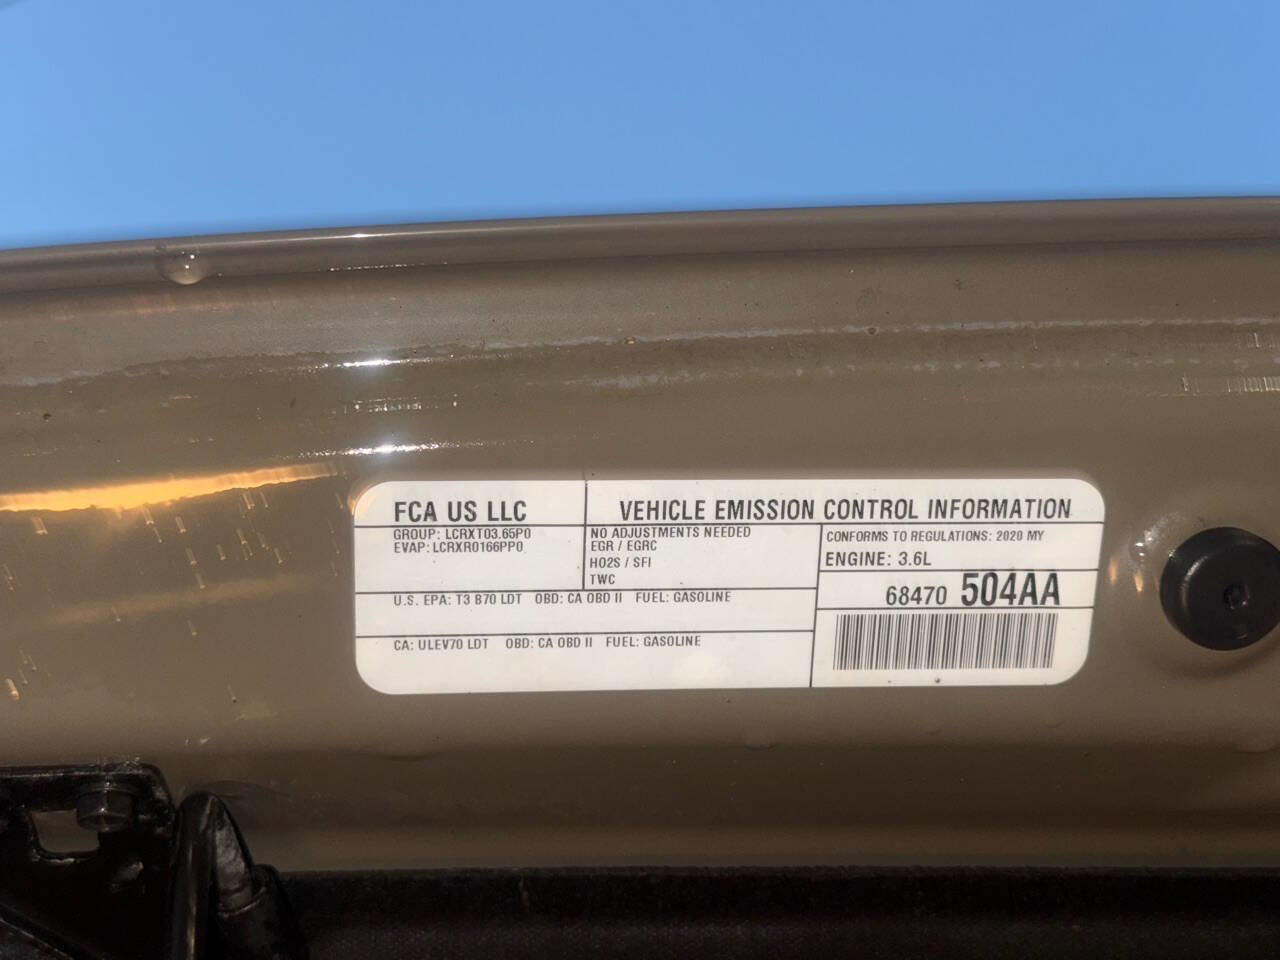 FCA US LLC
VEHICLE EMISSION CONTROL INFORMATION
GROUP: LCRXT03.65P0
EVAP: LCRXR0166PP0
NO ADJUSTMENTS NEEDED
EGR / EGRC
HO2S / SFI
TWC
CONFORMS TO REGULATIONS: 2020 MY
ENGINE: 3.6L
68470 504AA
U.S. EPA: T3 B70 LDT OBD: CA OBD II FUEL: GASOLINE
CA: ULEV70 LDT OBD: CA OBD II FUEL: GASOLINE